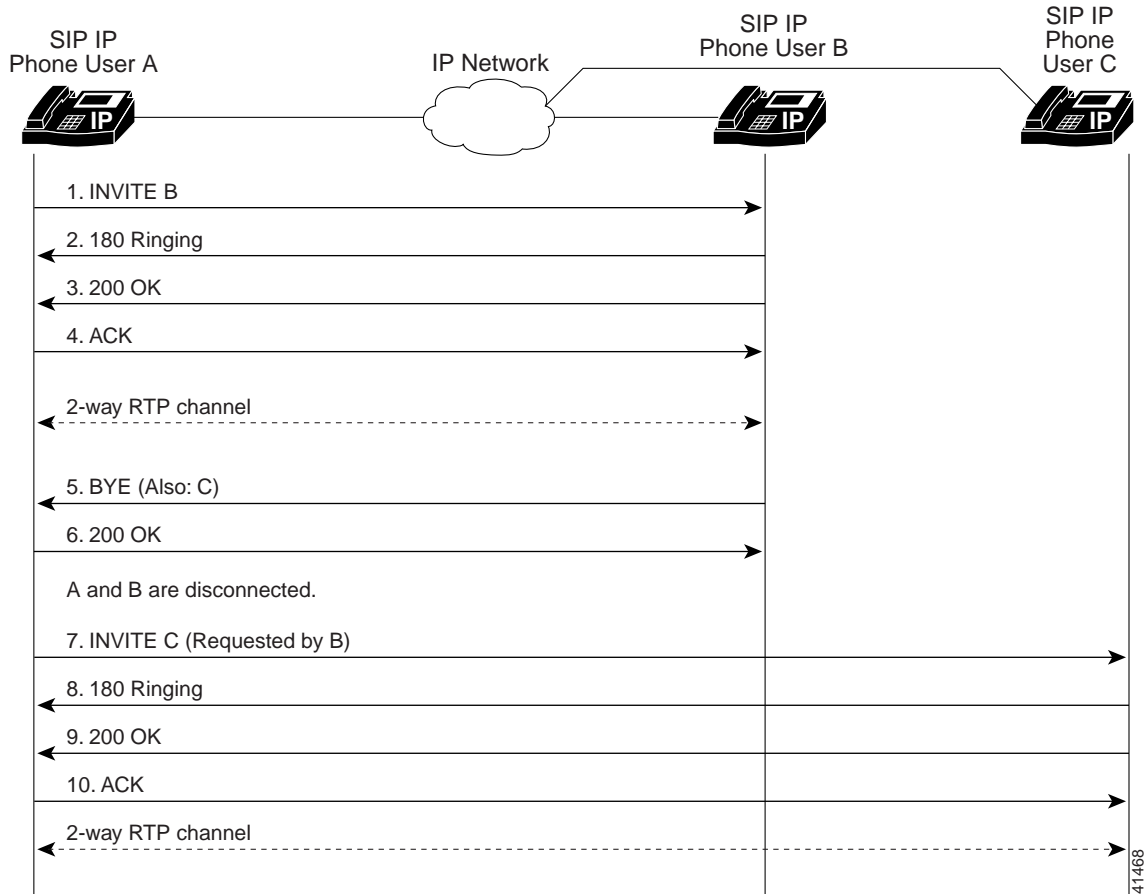 SIP IP
Phone User A
IP Network
SIP IP
Phone User B
SIP IP
Phone
User C
IP
IP
IP
1. INVITE B
2. 180 Ringing
3. 200 OK
4. ACK
2-way RTP channel
5. BYE (Also: C)
6. 200 OK
A and B are disconnected.
7. INVITE C (Requested by B)
8. 180 Ringing
9. 200 OK
10. ACK
2-way RTP channel
41468